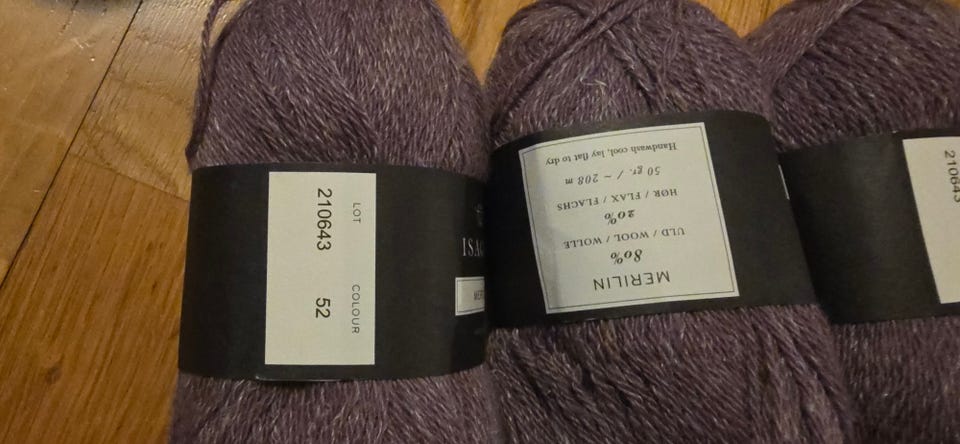 LOT
210643
COLOUR
52
ISA
MERILIN
80%
ULD / WOOL / WOLLE
20%
HØR / FLAX / FLACHS
50 gr. / ~ 208 m
Handwash cool, lay flat to dry
210643